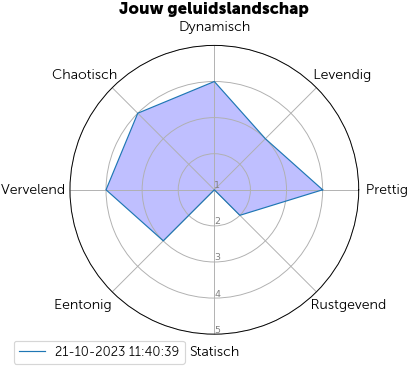 Jouw geluidslandschap
Dynamisch
Chaotisch
Levendig
Vervelend
1
Prettig
2
3
4
Eentonig
Rustgevend
5
21-10-2023 11:40:39
Statisch